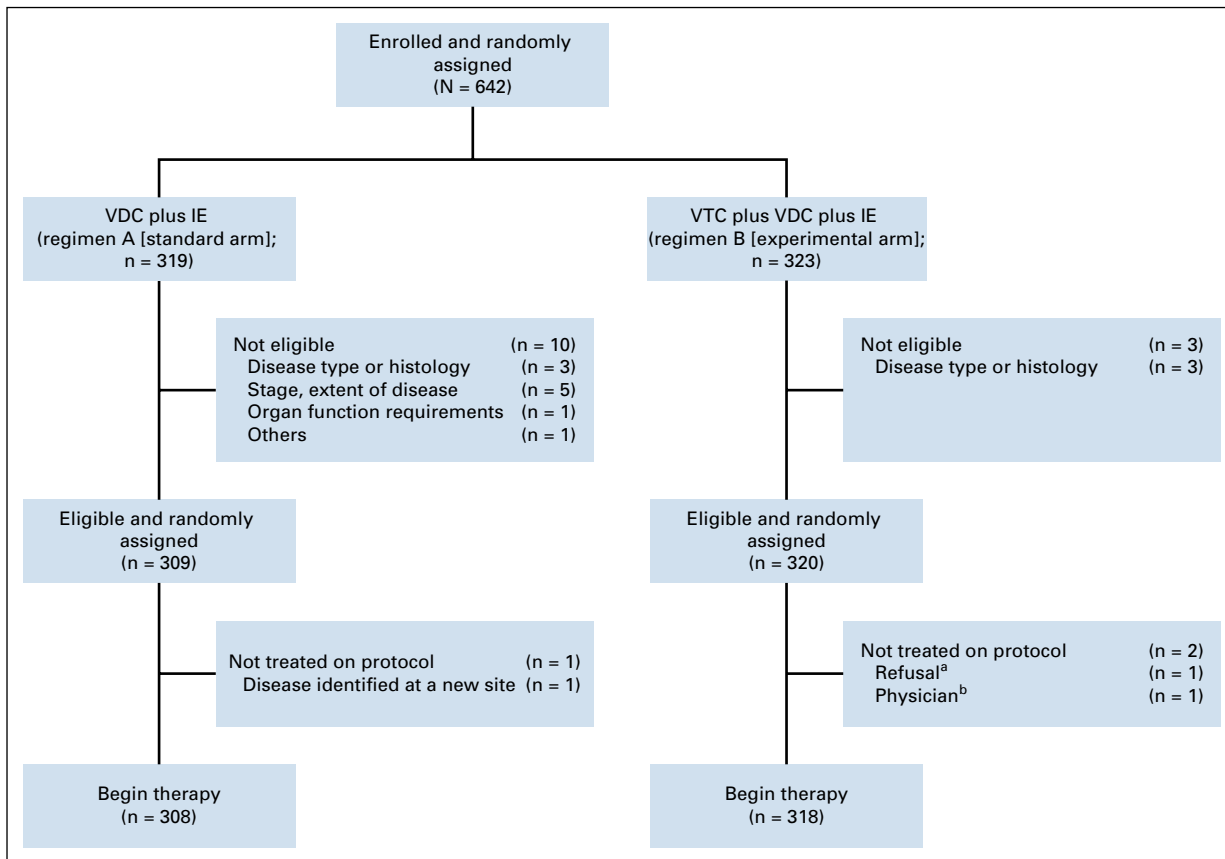 Enrolled and randomly
assigned
(N = 642)
VDC plus IE
(regimen A [standard arm];
n = 319)
VTC plus VDC plus IE
(regimen B [experimental arm];
n = 323)
Not eligible (n = 10)
Disease type or histology (n = 3)
Stage, extent of disease (n = 5)
Organ function requirements (n = 1)
Others (n = 1)
Not eligible (n = 3)
Disease type or histology (n = 3)
Eligible and randomly
assigned
(n = 309)
Eligible and randomly
assigned
(n = 320)
Not treated on protocol (n = 1)
Disease identified at a new site (n = 1)
Not treated on protocol (n = 2)
Refusalᵃ (n = 1)
Physicianᵇ (n = 1)
Begin therapy
(n = 308)
Begin therapy
(n = 318)